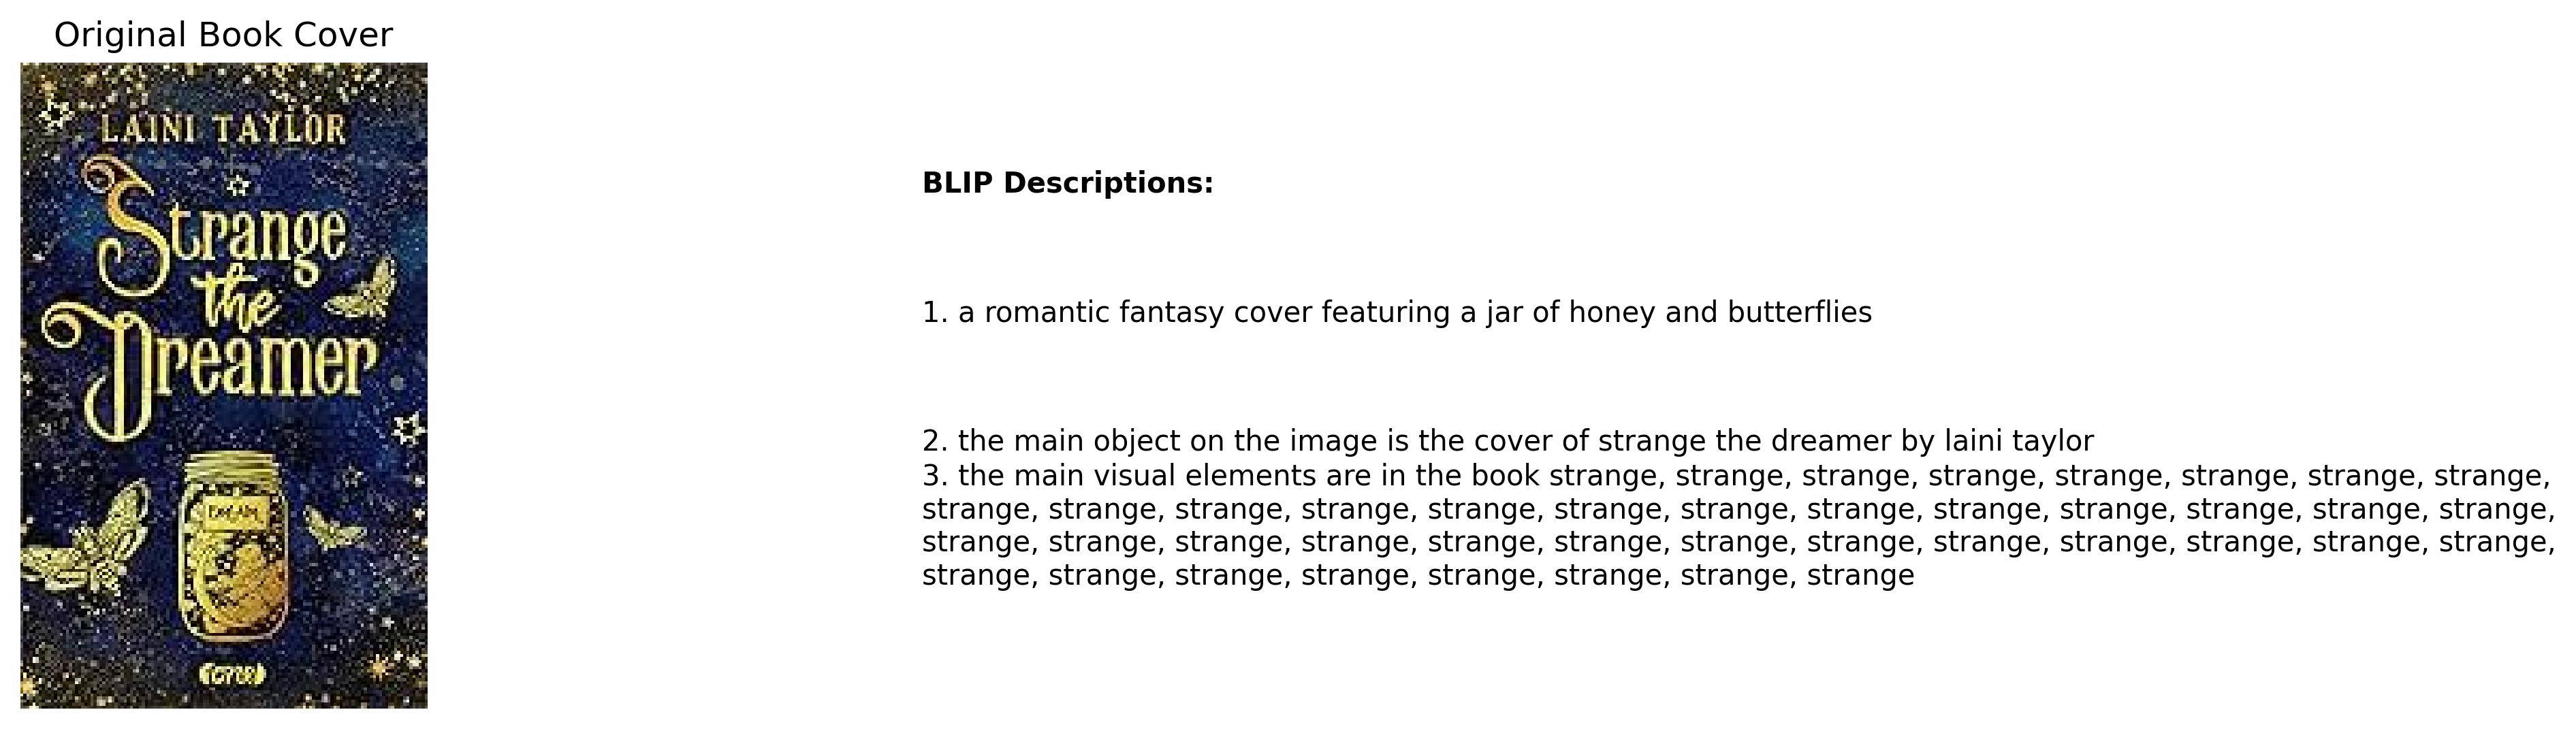 Original Book Cover
LAINI TAYLOR
Strange
the
Dreamer
BLIP Descriptions:
1. a romantic fantasy cover featuring a jar of honey and butterflies
2. the main object on the image is the cover of strange the dreamer by laini taylor
3. the main visual elements are in the book strange, strange, strange, strange, strange, strange, strange, strange,
strange, strange, strange, strange, strange, strange, strange, strange, strange, strange, strange, strange, strange,
strange, strange, strange, strange, strange, strange, strange, strange, strange, strange, strange, strange, strange,
strange, strange, strange, strange, strange, strange, strange, strange